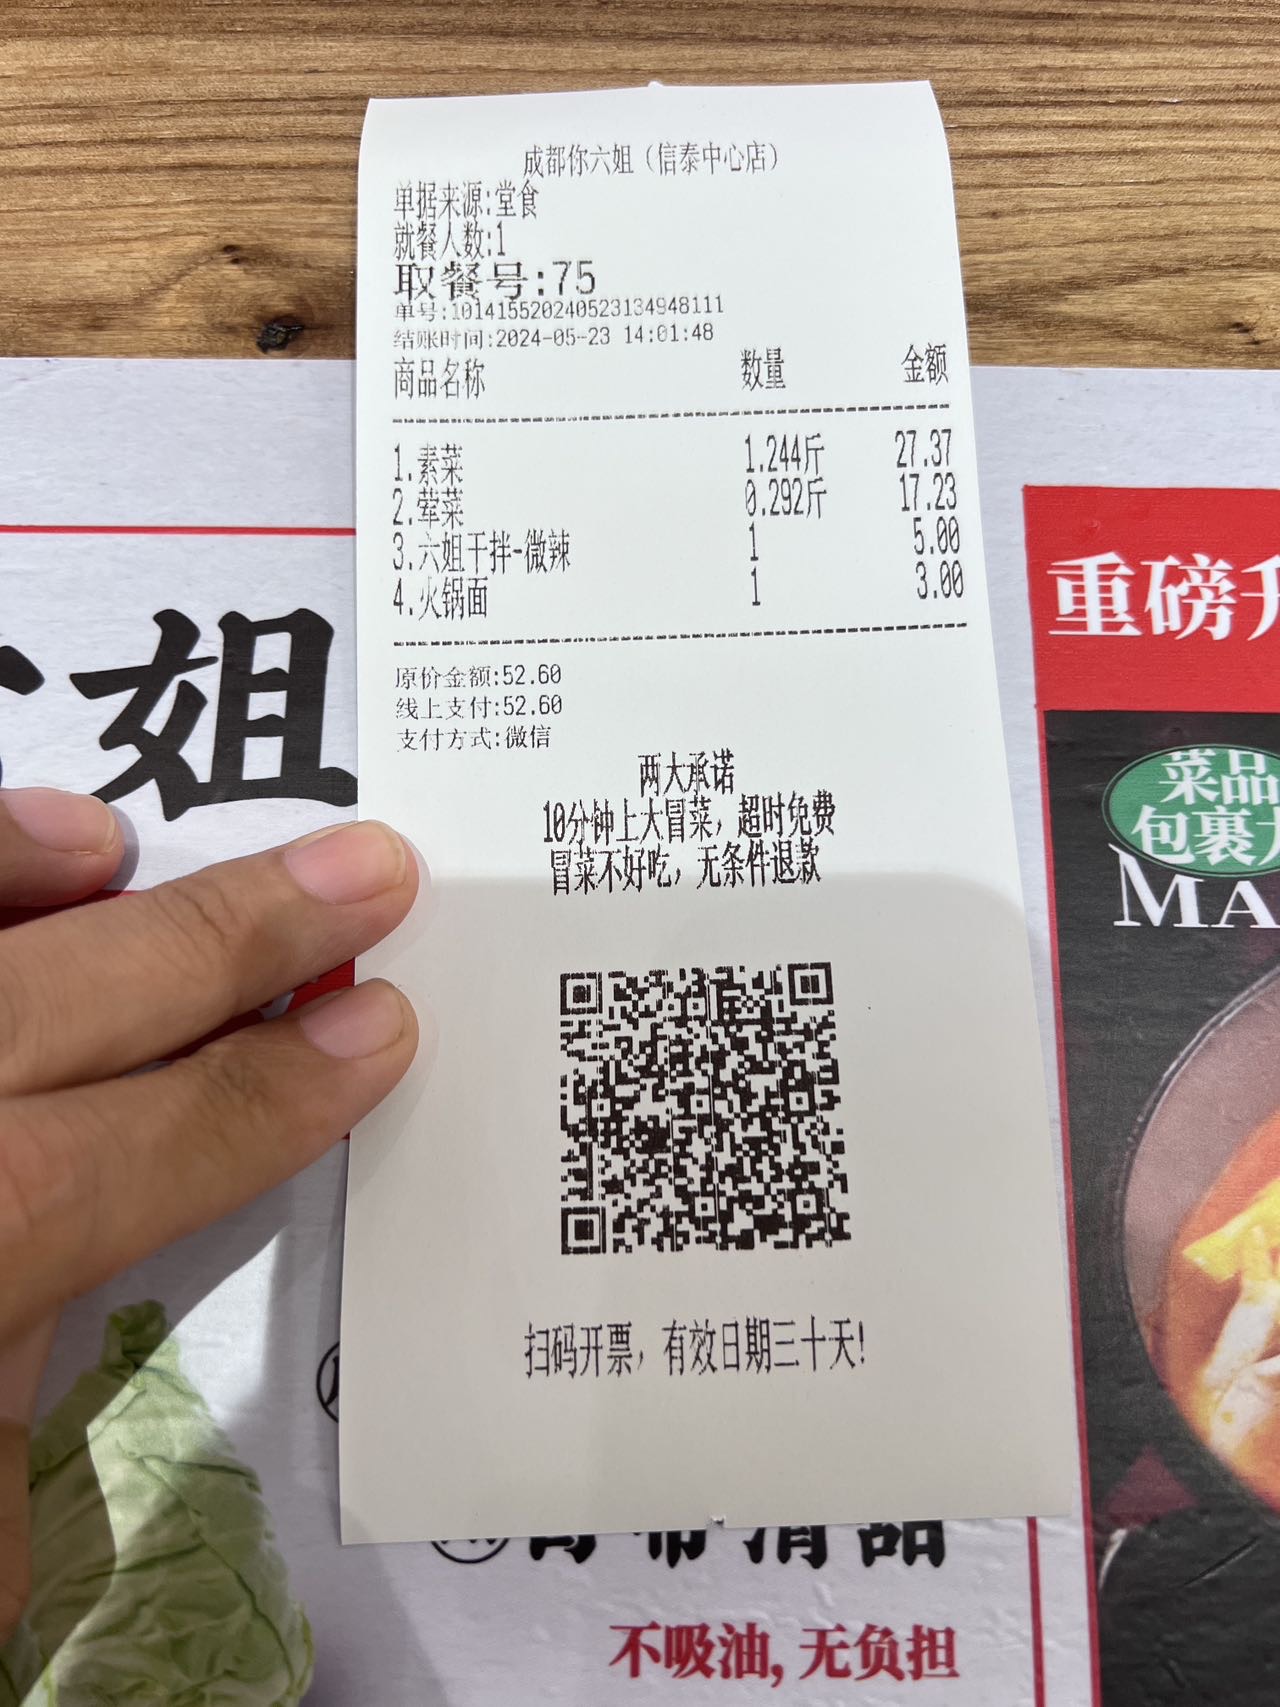 成都你六姐（信泰中心店）
单据来源:堂食
就餐人数:1
取餐号:75
单号:10141552024052313494811​1
结账时间:2024-05-23 14:01:48
商品名称 数量 金额
1.素菜 1.244斤 27.37
2.荤菜 0.292斤 17.23
3.六姐干拌-微辣 1 5.00
4.火锅面 1 3.00
原价金额:52.60
线上支付:52.60
支付方式:微信
两大承诺
10分钟上大冒菜，超时免费
冒菜不好吃，无条件退款
扫码开票，有效日期三十天!
姐
重磅升
菜品
包裹
MA
清甜
不吸油,无负担